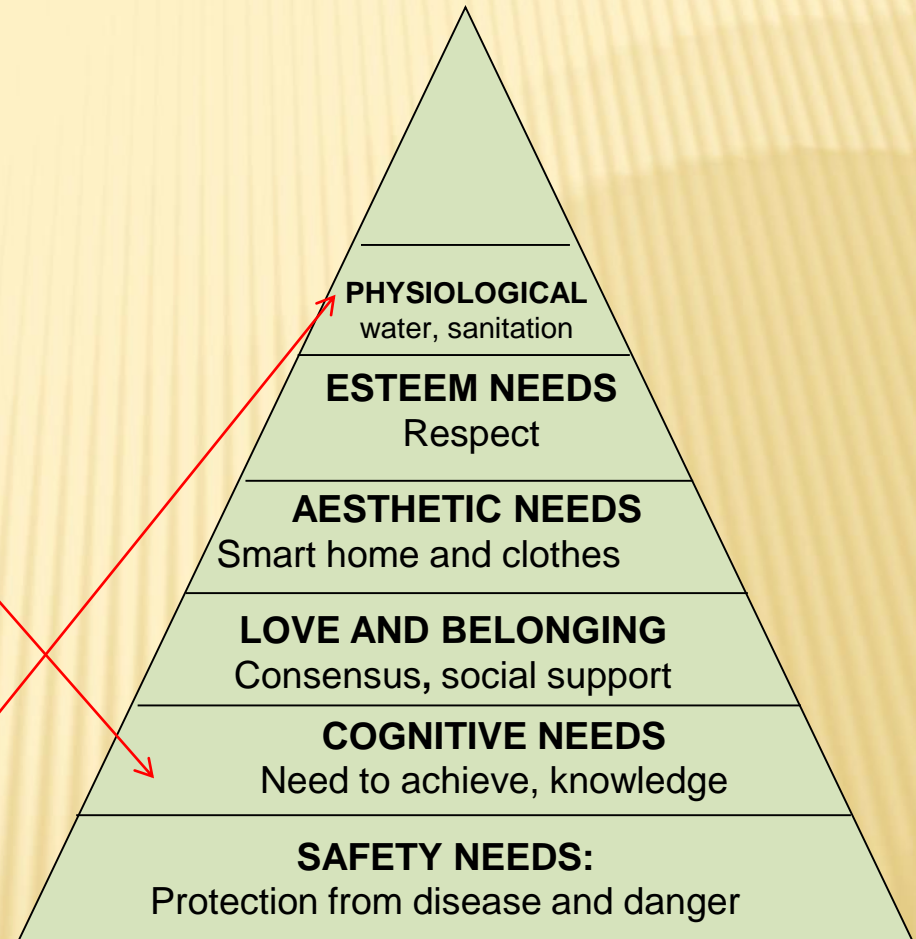 PHYSIOLOGICAL
water, sanitation
ESTEEM NEEDS
Respect
AESTHETIC NEEDS
Smart home and clothes
LOVE AND BELONGING
Consensus, social support
COGNITIVE NEEDS
Need to achieve, knowledge
SAFETY NEEDS:
Protection from disease and danger